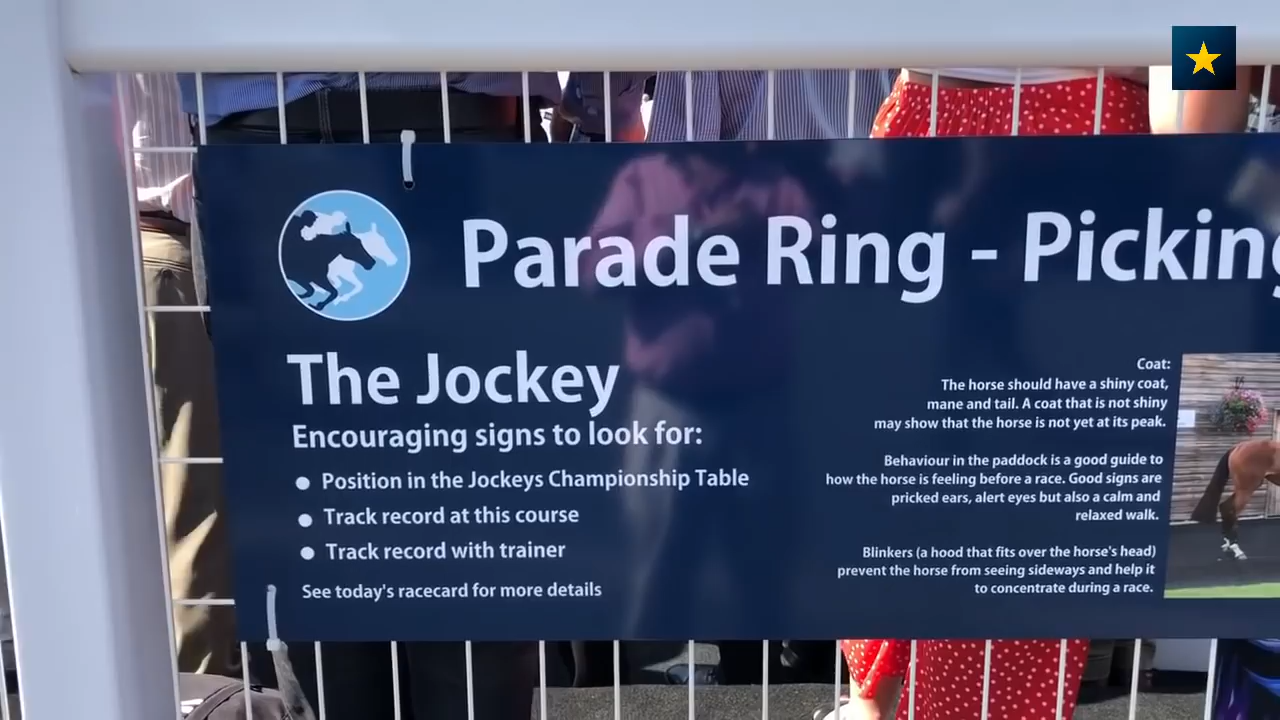 Parade Ring - Picking
The Jockey
Encouraging signs to look for:
• Position in the Jockeys Championship Table
• Track record at this course
• Track record with trainer
See today's racecard for more details
Coat:
The horse should have a shiny coat,
mane and tail. A coat that is not shiny
may show that the horse is not yet at its peak.
Behaviour in the paddock is a good guide to
how the horse is feeling before a race. Good signs are
pricked ears, alert eyes but also a calm and
relaxed walk.
Blinkers (a hood that fits over the horse's head)
prevent the horse from seeing sideways and help it
to concentrate during a race.